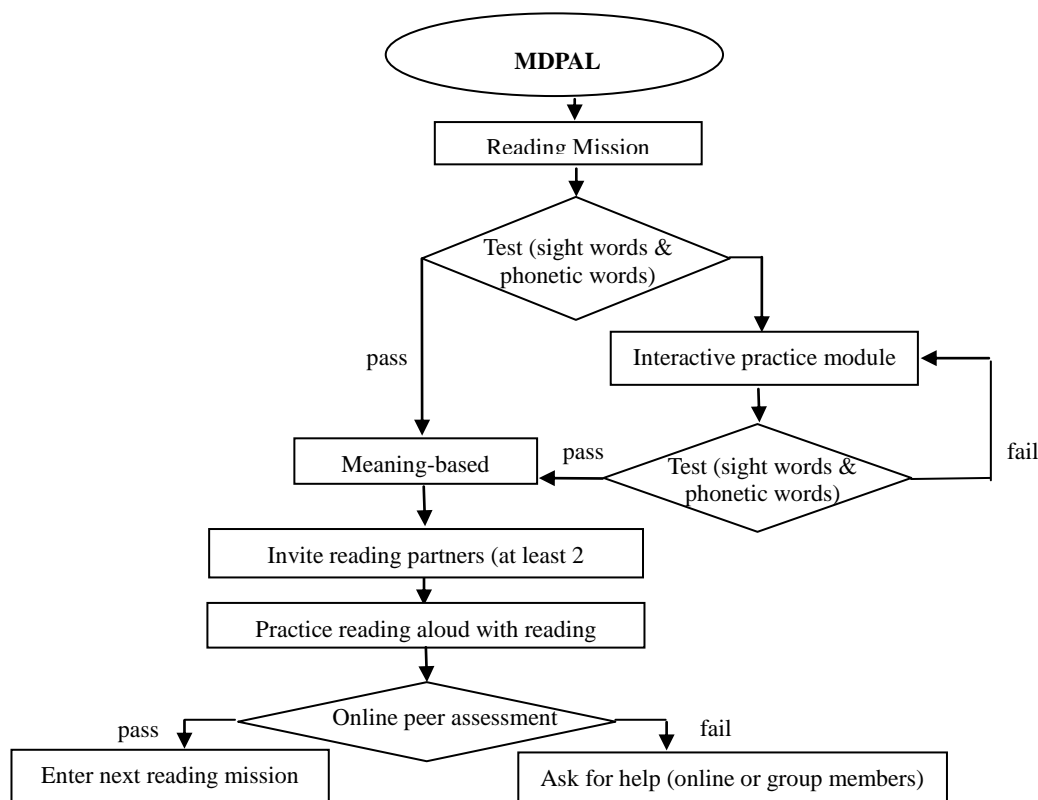 MDPAL
Reading Mission
Test (sight words &
phonetic words)
pass
Interactive practice module
fail
Meaning-based
pass
Test (sight words &
phonetic words)
Invite reading partners (at least 2
Practice reading aloud with reading
Online peer assessment
pass
fail
Enter next reading mission
Ask for help (online or group members)